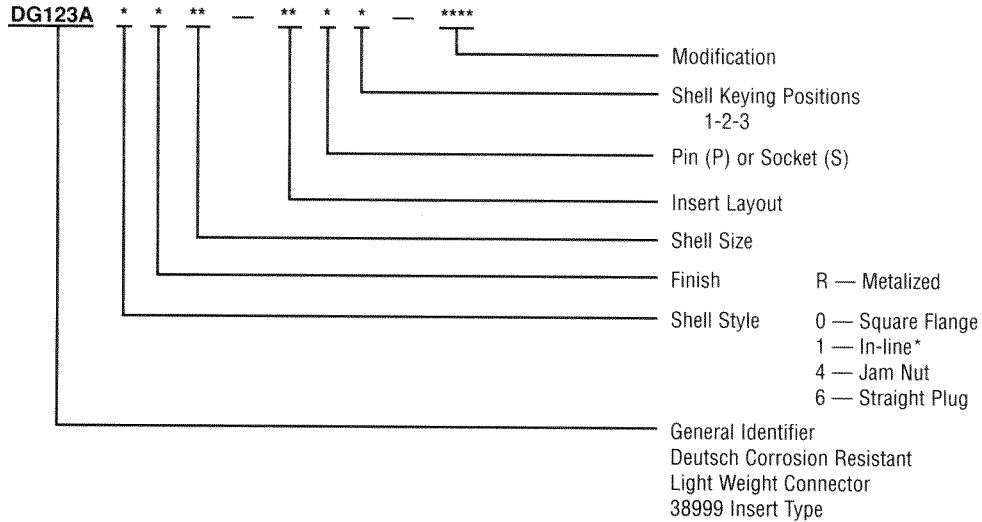 DG123A * * ** — ** * * — ****
Modification
Shell Keying Positions
1-2-3
Pin (P) or Socket (S)
Insert Layout
Shell Size
Finish R — Metalized
Shell Style 0 — Square Flange
1 — In-line*
4 — Jam Nut
6 — Straight Plug
General Identifier
Deutsch Corrosion Resistant
Light Weight Connector
38999 Insert Type